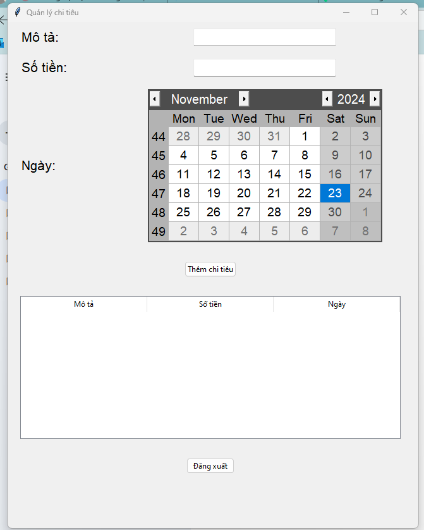 Quản lý chi tiêu
Mô tả:
Số tiền:
Ngày:
November 2024
Mon Tue Wed Thu Fri Sat Sun
44 28 29 30 31 1 2 3
45 4 5 6 7 8 9 10
46 11 12 13 14 15 16 17
47 18 19 20 21 22 23 24
48 25 26 27 28 29 30 1
49 2 3 4 5 6 7 8
Thêm chi tiêu
Mô tả Số tiền Ngày
Đăng xuất